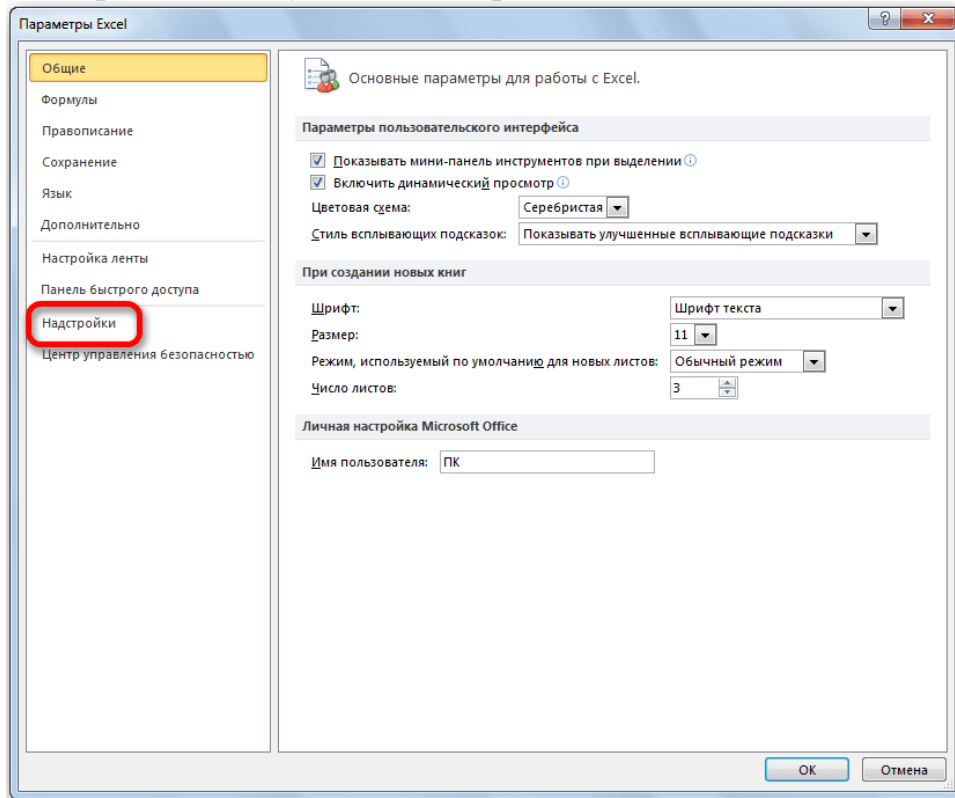 Параметры Excel
Общие
Формулы
Правописание
Сохранение
Язык
Дополнительно
Настройка ленты
Панель быстрого доступа
Надстройки
Центр управления безопасностью
Основные параметры для работы с Excel.
Параметры пользовательского интерфейса
Показывать мини-панель инструментов при выделении
Включить динамический просмотр
Цветовая схема: Серебристая
Стиль всплывающих подсказок: Показывать улучшенные всплывающие подсказки
При создании новых книг
Шрифт: Шрифт текста
Размер: 11
Режим, используемый по умолчанию для новых листов: Обычный режим
Число листов: 3
Личная настройка Microsoft Office
Имя пользователя: ПК
ОК Отмена